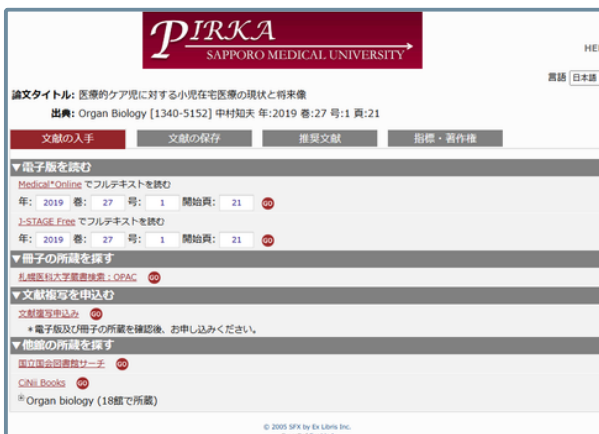 PIRKA
SAPPORO MEDICAL UNIVERSITY
HE
言語 日本語
論文タイトル: 医療的ケア児に対する小児在宅医療の現状と将来像
出典: Organ Biology [1340-5152] 中村知夫 年:2019 巻:27 号:1 頁:21
文献の入手 文献の保存 推奨文献 指標・著作権
▼電子版を読む
Medical*Online でフルテキストを読む
年: 2019 巻: 27 号: 1 開始頁: 21 GO
J-STAGE Free でフルテキストを読む
年: 2019 巻: 27 号: 1 開始頁: 21 GO
▼冊子の所蔵を探す
札幌医科大学蔵書検索:OPAC GO
▼文献複写を申込む
文献複写申込み GO
*電子版及び冊子の所蔵を確認後、お申し込みください。
▼他館の所蔵を探す
国立国会図書館サーチ GO
CiNii Books GO
Organ biology (18館で所蔵)
© 2005 SFX by Ex Libris Inc.